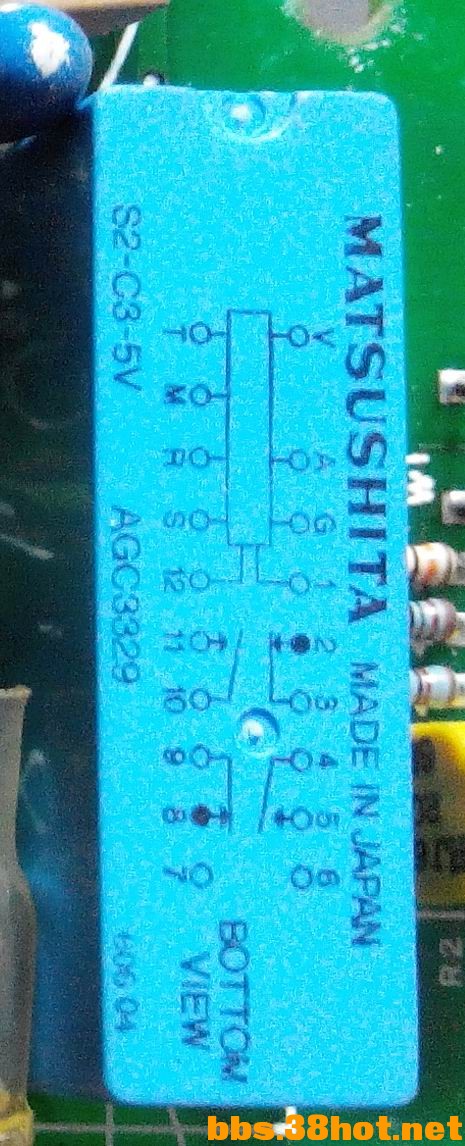 MATSUSHITA MADE IN JAPAN
V A G 1 2 3 4 5 6
T M R S 12 11 10 9 8 7
BOTTOM
VIEW
S2-C3-5V AGC3329
R2
bbs.38hot.net